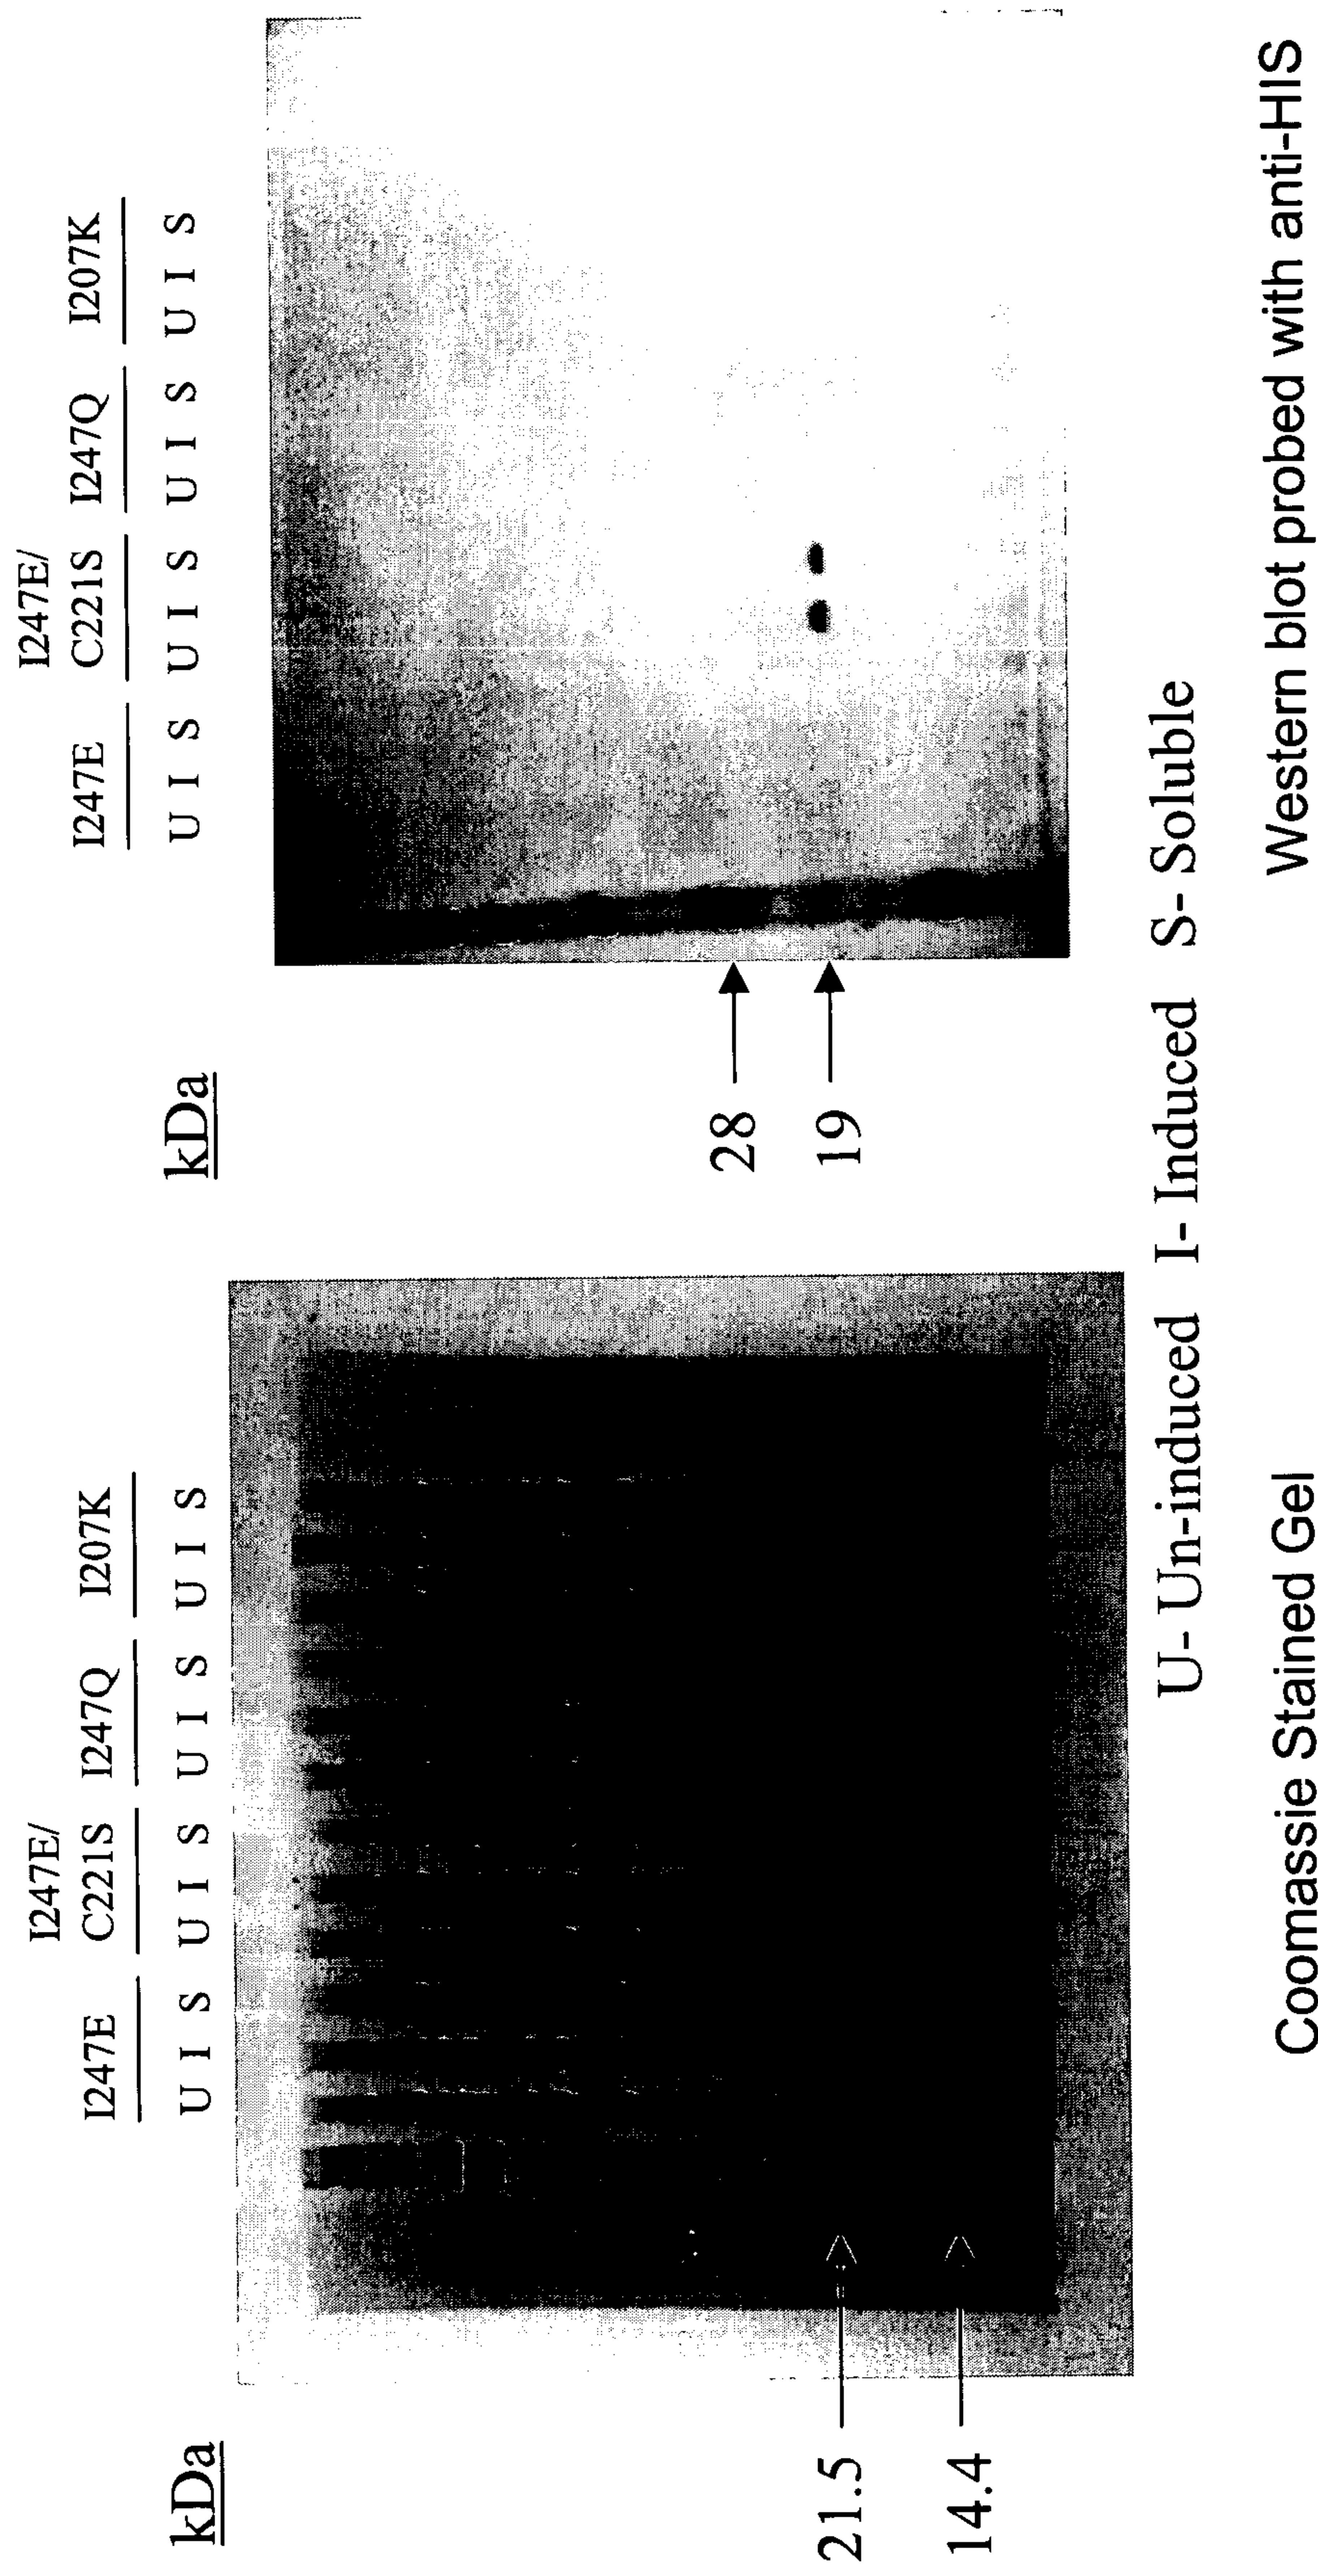 I247E/
I247E C221S I247Q I207K
kDa U I S U I S U I S U I S
21.5
14.4
I247E/
I247E C221S I247Q I207K
kDa U I S U I S U I S U I S
28
19
U- Un-induced I- Induced S- Soluble
Coomassie Stained Gel
Western blot probed with anti-HIS